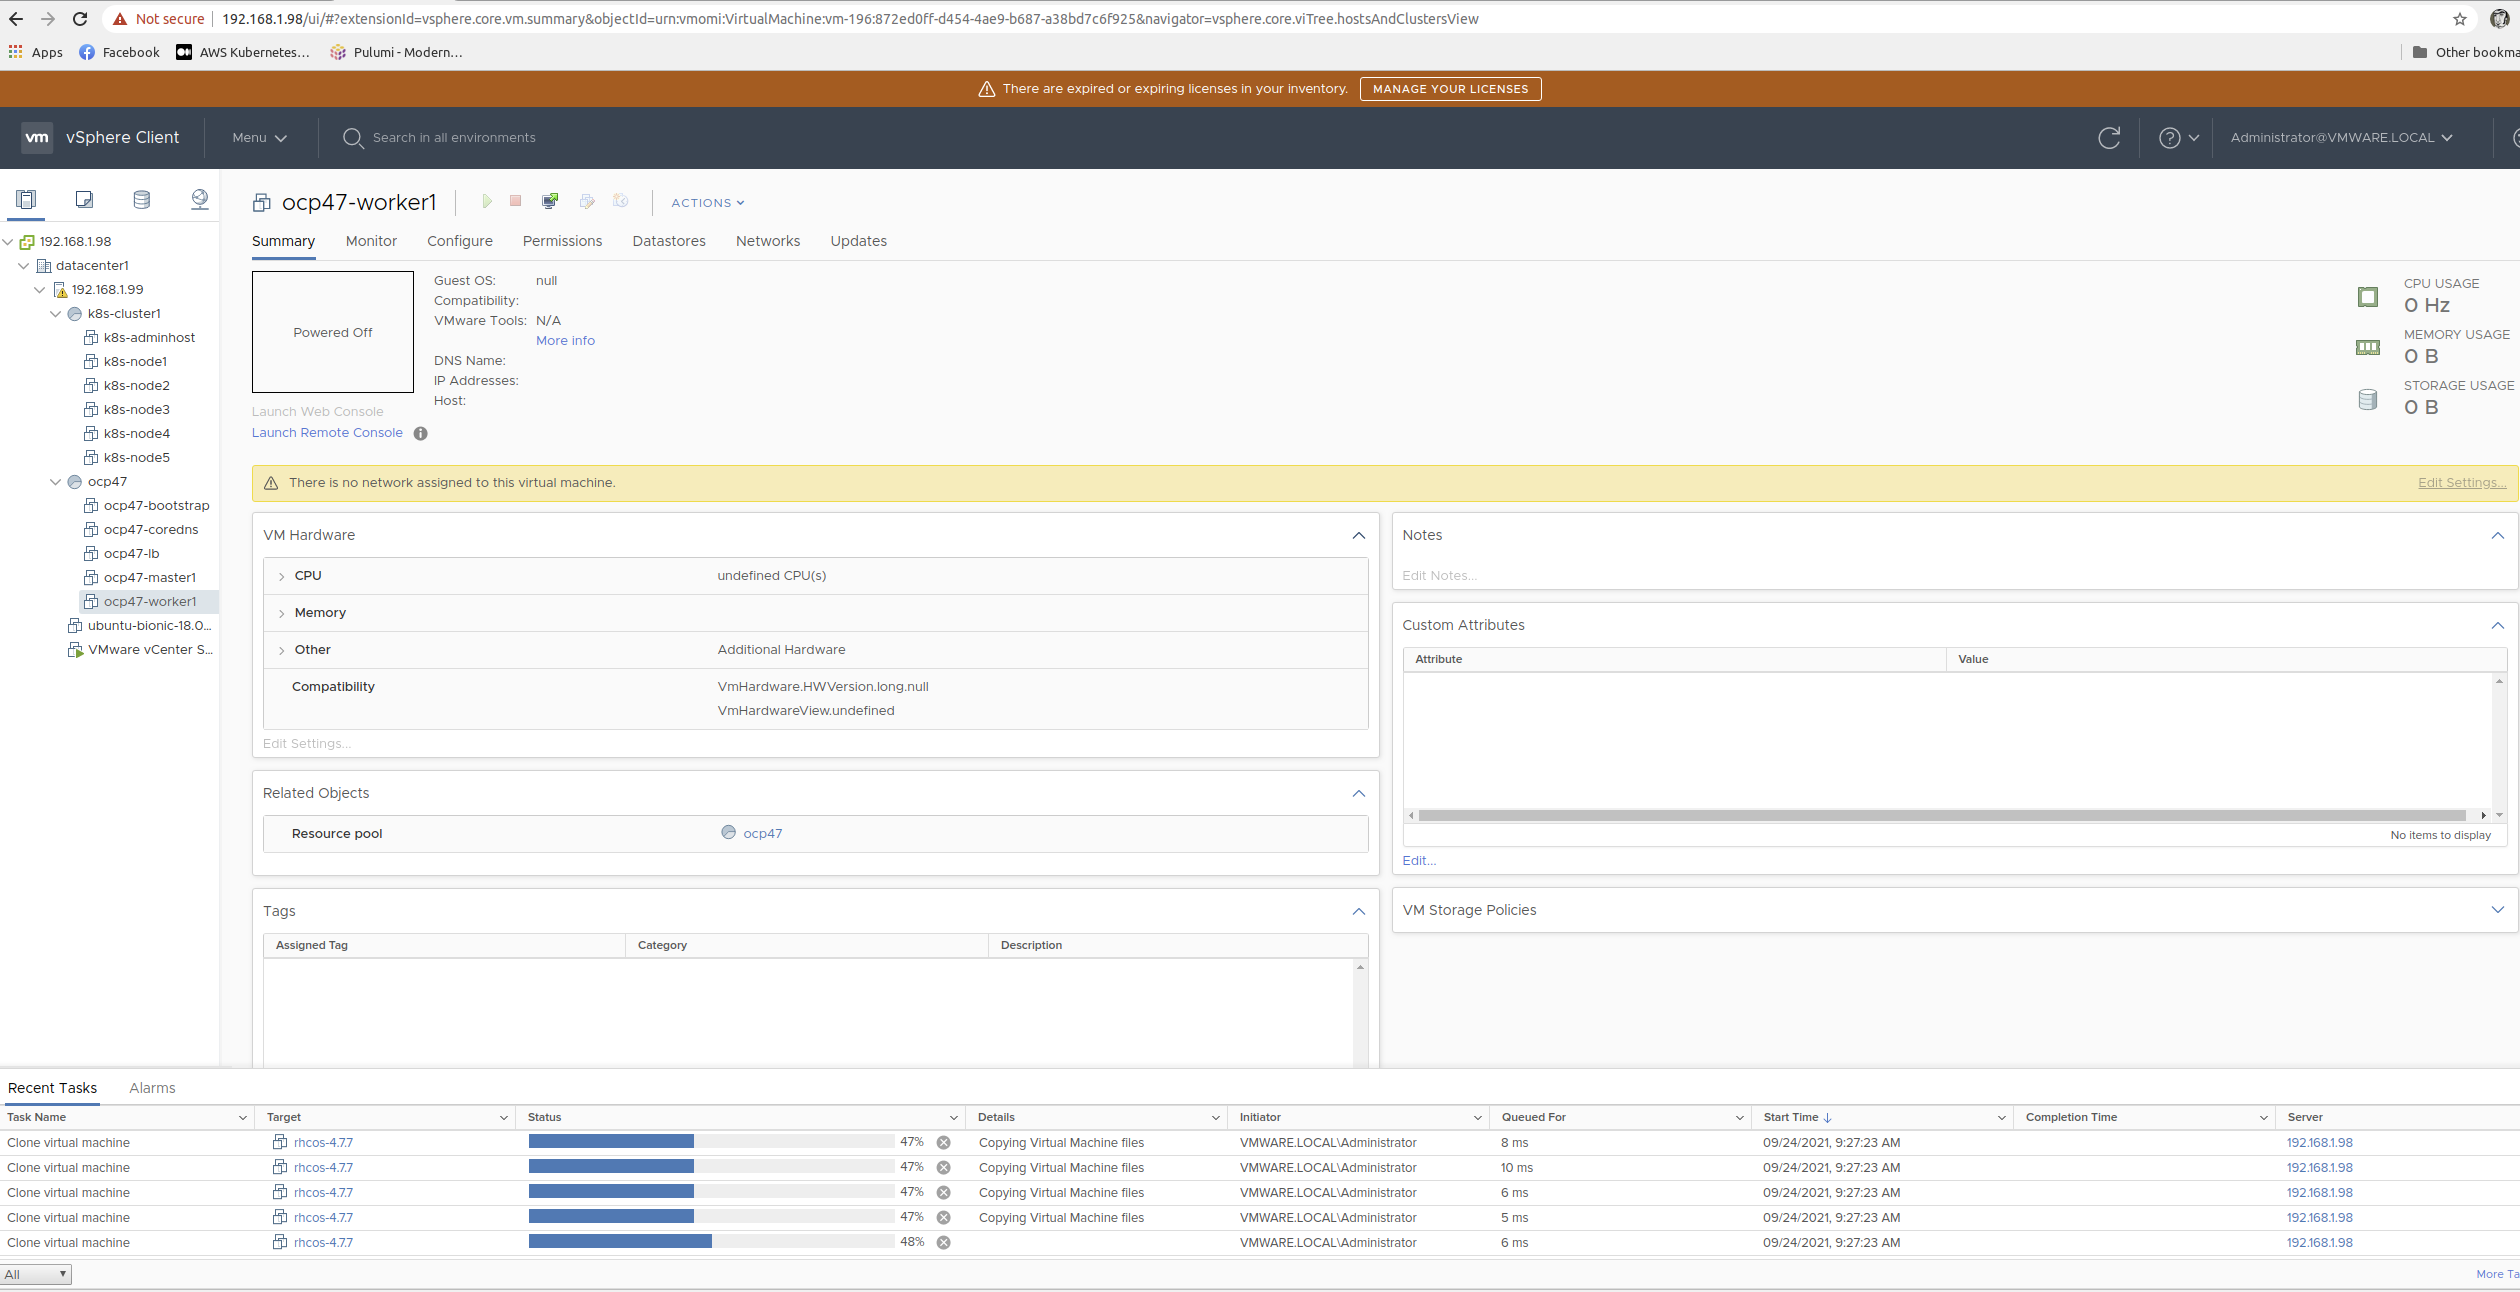 Not secure | 192.168.1.98/ui/#?extensionId=vsphere.core.vm.summary&objectId=urn:vmomi:VirtualMachine:vm-196:872ed0ff-d454-4ae9-b687-a38bd7c6f925&navigator=vsphere.core.viTree.hostsAndClustersView
Apps Facebook AWS Kubernetes... Pulumi - Modern... Other bookma
There are expired or expiring licenses in your inventory. MANAGE YOUR LICENSES
vm vSphere Client Menu Search in all environments Administrator@VMWARE.LOCAL
192.168.1.98
datacenter1
192.168.1.99
k8s-cluster1
k8s-adminhost
k8s-node1
k8s-node2
k8s-node3
k8s-node4
k8s-node5
ocp47
ocp47-bootstrap
ocp47-coredns
ocp47-lb
ocp47-master1
ocp47-worker1
ubuntu-bionic-18.0...
VMware vCenter S...
ocp47-worker1 ACTIONS
Summary Monitor Configure Permissions Datastores Networks Updates
Powered Off
Launch Web Console
Launch Remote Console
Guest OS: null
Compatibility:
VMware Tools: N/A
More info
DNS Name:
IP Addresses:
Host:
CPU USAGE
0 Hz
MEMORY USAGE
0 B
STORAGE USAGE
0 B
There is no network assigned to this virtual machine. Edit Settings...
VM Hardware
CPU undefined CPU(s)
Memory
Other Additional Hardware
Compatibility VmHardware.HWVersion.long.null
VmHardwareView.undefined
Edit Settings...
Related Objects
Resource pool ocp47
Tags
Assigned Tag Category Description
Notes
Edit Notes...
Custom Attributes
Attribute Value
No items to display
Edit...
VM Storage Policies
Recent Tasks Alarms
Task Name Target Status Details Initiator Queued For Start Time Completion Time Server
Clone virtual machine rhcos-4.7.7 47% Copying Virtual Machine files VMWARE.LOCAL\Administrator 8 ms 09/24/2021, 9:27:23 AM 192.168.1.98
Clone virtual machine rhcos-4.7.7 47% Copying Virtual Machine files VMWARE.LOCAL\Administrator 10 ms 09/24/2021, 9:27:23 AM 192.168.1.98
Clone virtual machine rhcos-4.7.7 47% Copying Virtual Machine files VMWARE.LOCAL\Administrator 6 ms 09/24/2021, 9:27:23 AM 192.168.1.98
Clone virtual machine rhcos-4.7.7 47% Copying Virtual Machine files VMWARE.LOCAL\Administrator 5 ms 09/24/2021, 9:27:23 AM 192.168.1.98
Clone virtual machine rhcos-4.7.7 48% VMWARE.LOCAL\Administrator 6 ms 09/24/2021, 9:27:23 AM 192.168.1.98
All More Ta